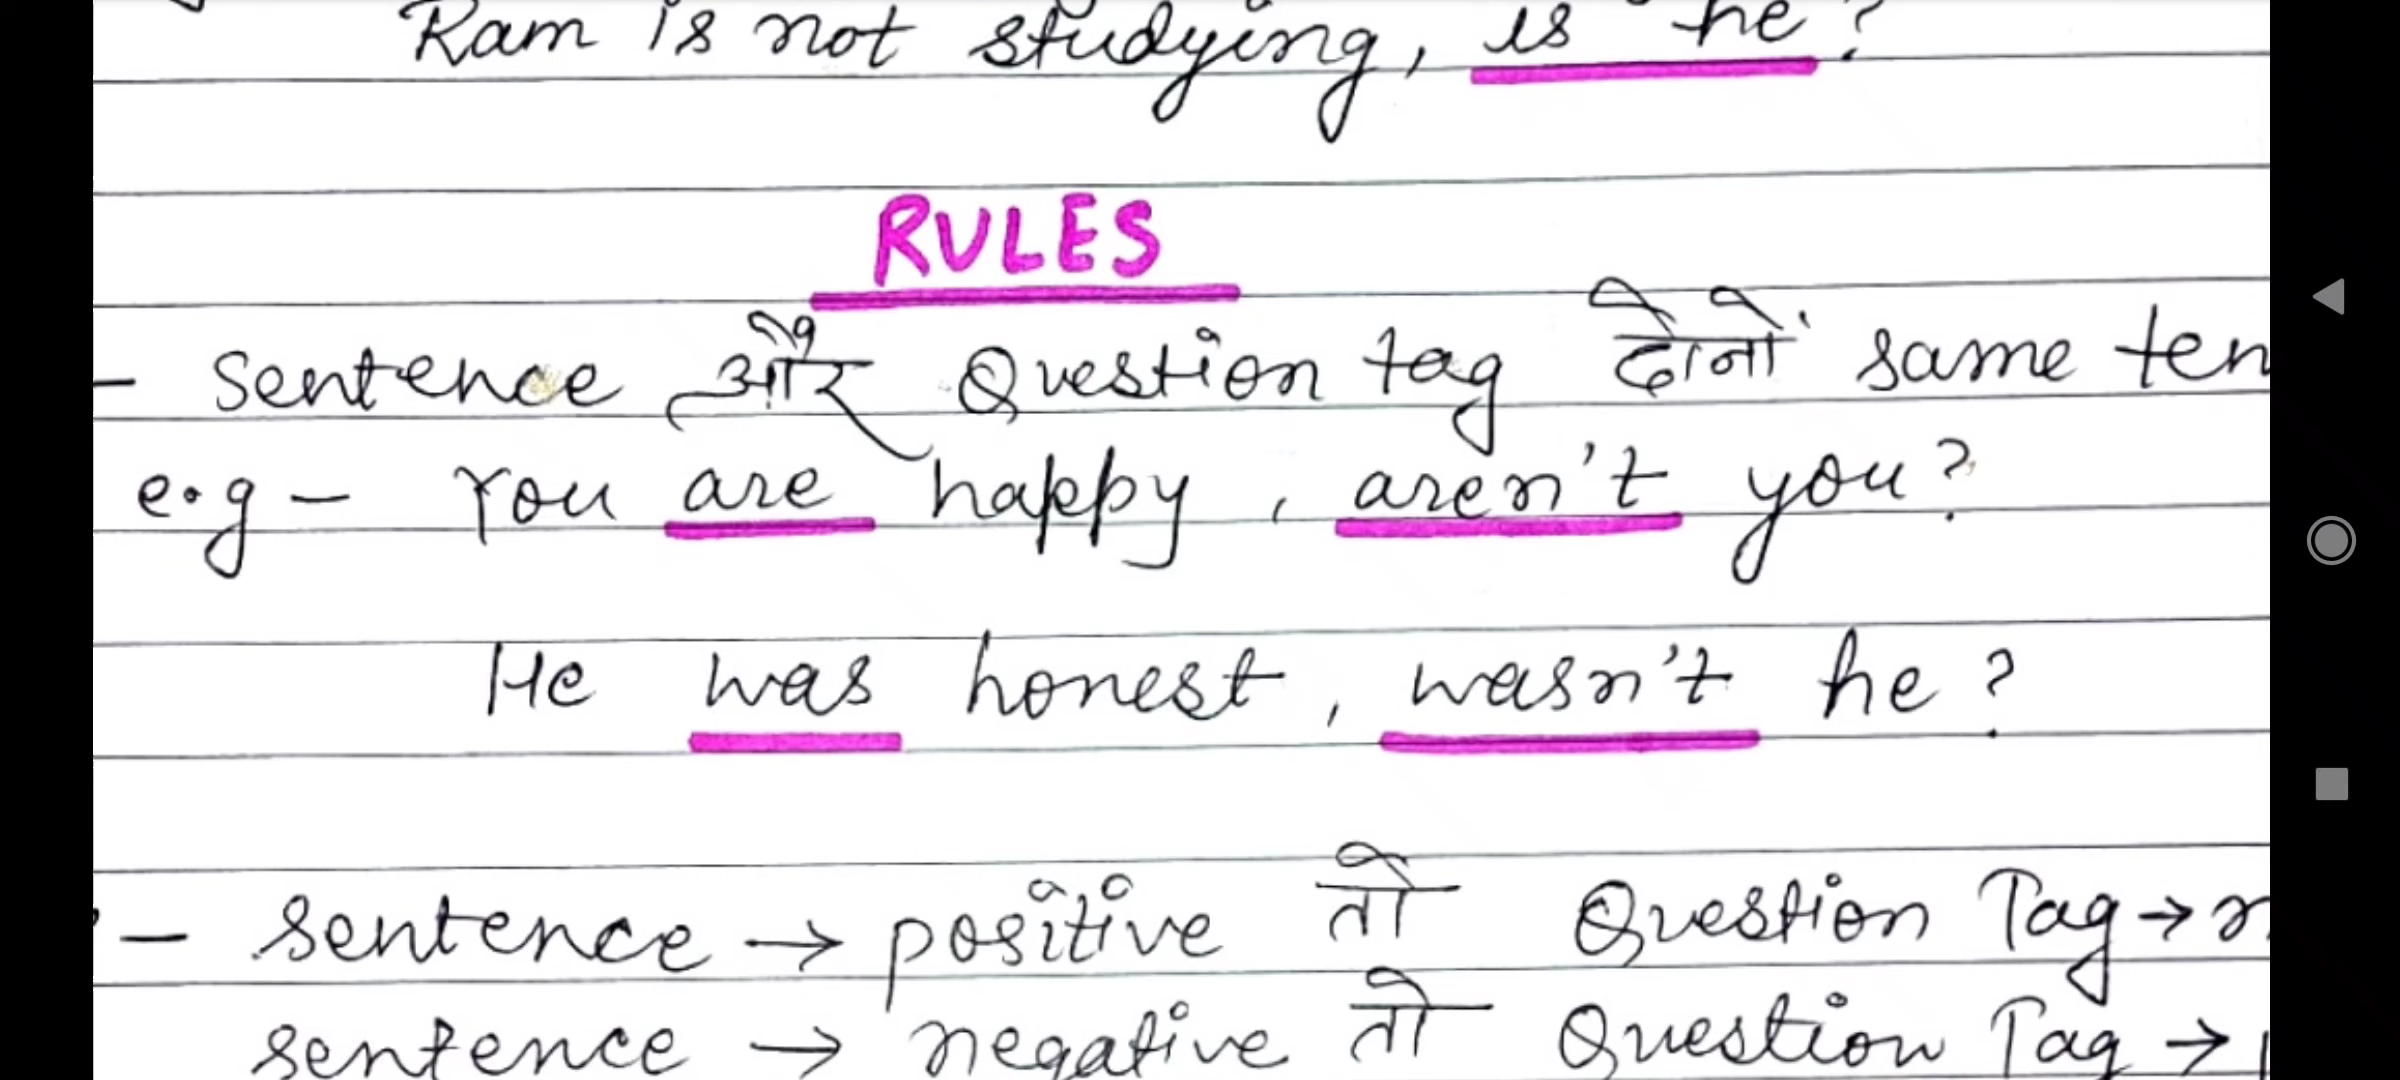 Ram is not studying, is he?
RULES
- Sentence और Question tag दोनों same ten
e.g - You are happy, aren't you?
He was honest, wasn't he?
- sentence → positive तो Question Tag → n
sentence → negative तो Question Tag →